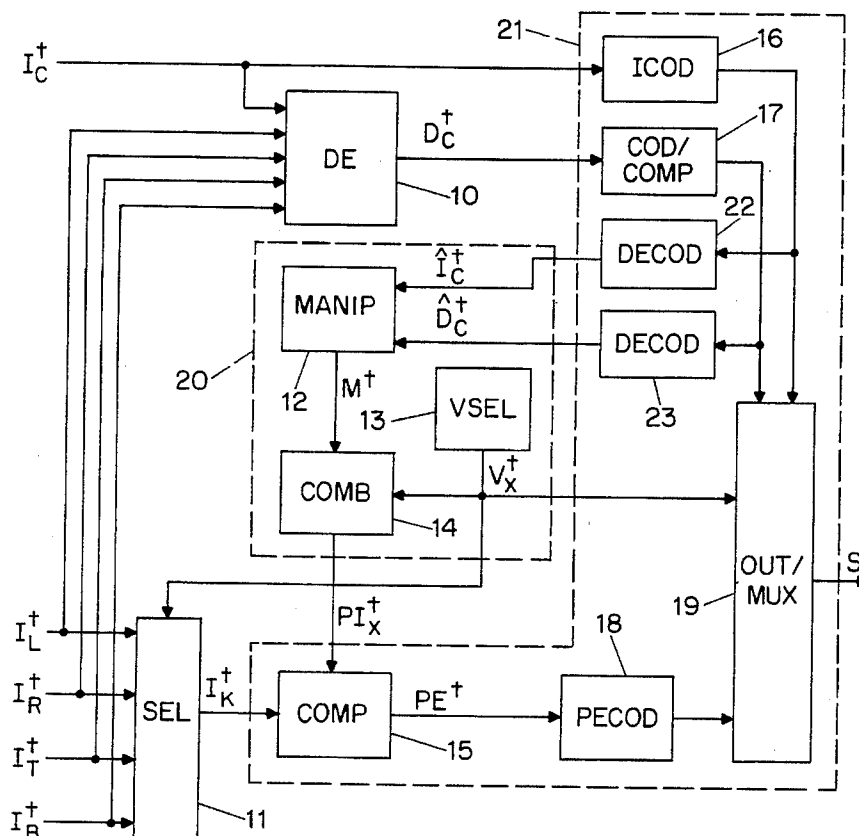 21
16
I_C^†
ICOD
17
DE
D_C^†
COD/
COMP
10
22
Î_C^†
DECOD
MANIP
D̂_C^†
DECOD
20
12
M^†
13
VSEL
23
V_X^†
COMB
14
OUT/
MUX
S
19
I_L^†
PI_X^†
18
I_R^†
SEL
I_K^†
COMP
PE^†
PECOD
15
I_T^†
11
I_B^†